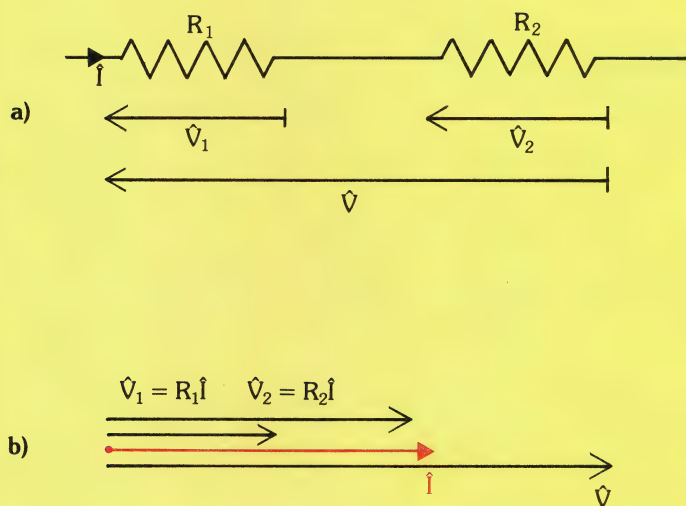 R₁ R₂
Î
a)
V̂₁ V̂₂
V̂
V̂₁ = R₁Î V̂₂ = R₂Î
b)
Î
V̂